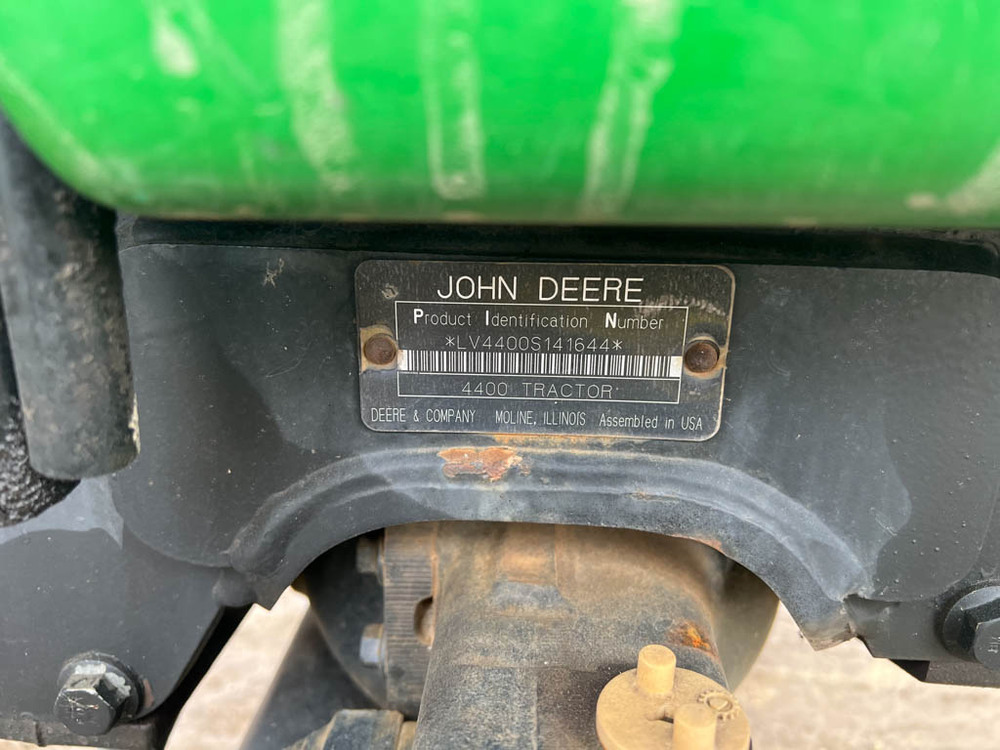 JOHN DEERE
Product Identification Number
*LV4400S141644*
4400 TRACTOR
DEERE & COMPANY MOLINE, ILLINOIS Assembled in USA